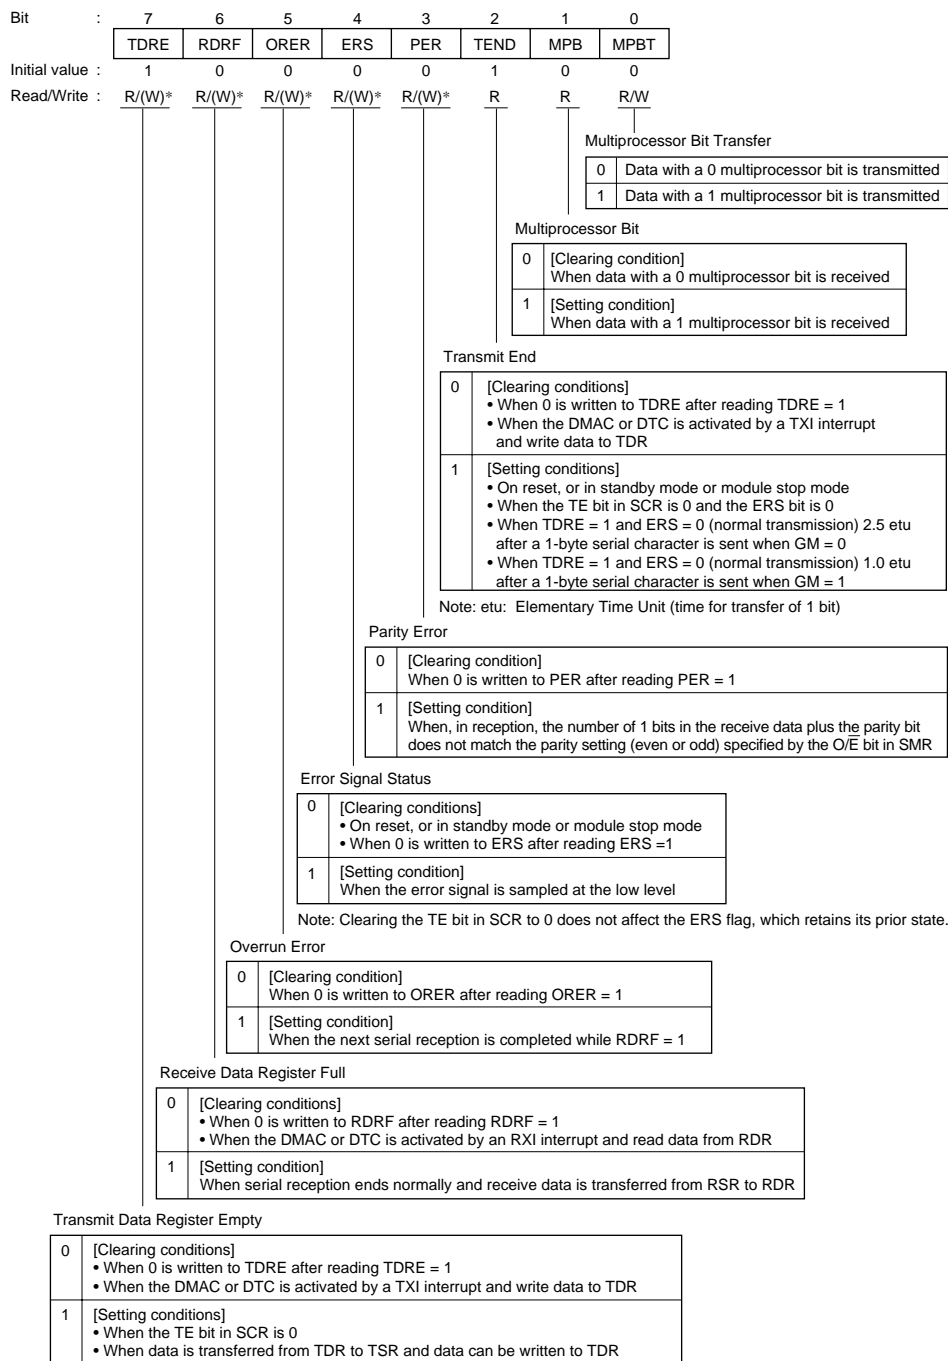 Bit : 7 6 5 4 3 2 1 0
TDRE RDRF ORER ERS PER TEND MPB MPBT
Initial value : 1 0 0 0 0 1 0 0
Read/Write : R/(W)* R/(W)* R/(W)* R/(W)* R/(W)* R R R/W
Multiprocessor Bit Transfer
0 Data with a 0 multiprocessor bit is transmitted
1 Data with a 1 multiprocessor bit is transmitted
Multiprocessor Bit
0 [Clearing condition]
When data with a 0 multiprocessor bit is received
1 [Setting condition]
When data with a 1 multiprocessor bit is received
Transmit End
0 [Clearing conditions]
• When 0 is written to TDRE after reading TDRE = 1
• When the DMAC or DTC is activated by a TXI interrupt
and write data to TDR
1 [Setting conditions]
• On reset, or in standby mode or module stop mode
• When the TE bit in SCR is 0 and the ERS bit is 0
• When TDRE = 1 and ERS = 0 (normal transmission) 2.5 etu
after a 1-byte serial character is sent when GM = 0
• When TDRE = 1 and ERS = 0 (normal transmission) 1.0 etu
after a 1-byte serial character is sent when GM = 1
Note: etu: Elementary Time Unit (time for transfer of 1 bit)
Parity Error
0 [Clearing condition]
When 0 is written to PER after reading PER = 1
1 [Setting condition]
When, in reception, the number of 1 bits in the receive data plus the parity bit
does not match the parity setting (even or odd) specified by the O/E̅ bit in SMR
Error Signal Status
0 [Clearing conditions]
• On reset, or in standby mode or module stop mode
• When 0 is written to ERS after reading ERS =1
1 [Setting condition]
When the error signal is sampled at the low level
Note: Clearing the TE bit in SCR to 0 does not affect the ERS flag, which retains its prior state.
Overrun Error
0 [Clearing condition]
When 0 is written to ORER after reading ORER = 1
1 [Setting condition]
When the next serial reception is completed while RDRF = 1
Receive Data Register Full
0 [Clearing conditions]
• When 0 is written to RDRF after reading RDRF = 1
• When the DMAC or DTC is activated by an RXI interrupt and read data from RDR
1 [Setting condition]
When serial reception ends normally and receive data is transferred from RSR to RDR
Transmit Data Register Empty
0 [Clearing conditions]
• When 0 is written to TDRE after reading TDRE = 1
• When the DMAC or DTC is activated by a TXI interrupt and write data to TDR
1 [Setting conditions]
• When the TE bit in SCR is 0
• When data is transferred from TDR to TSR and data can be written to TDR